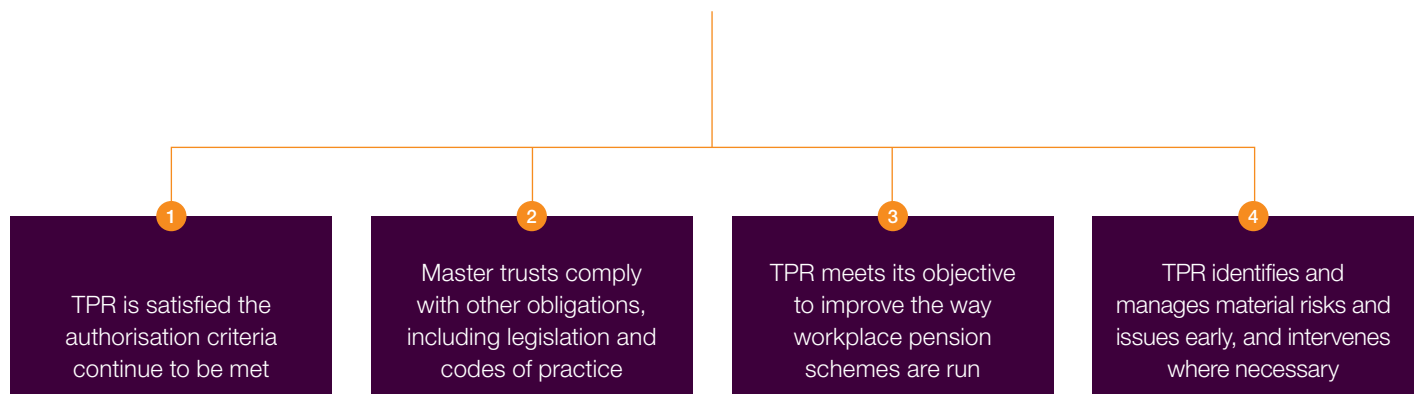 1
TPR is satisfied the
authorisation criteria
continue to be met
2
Master trusts comply
with other obligations,
including legislation and
codes of practice
3
TPR meets its objective
to improve the way
workplace pension
schemes are run
4
TPR identifies and
manages material risks and
issues early, and intervenes
where necessary